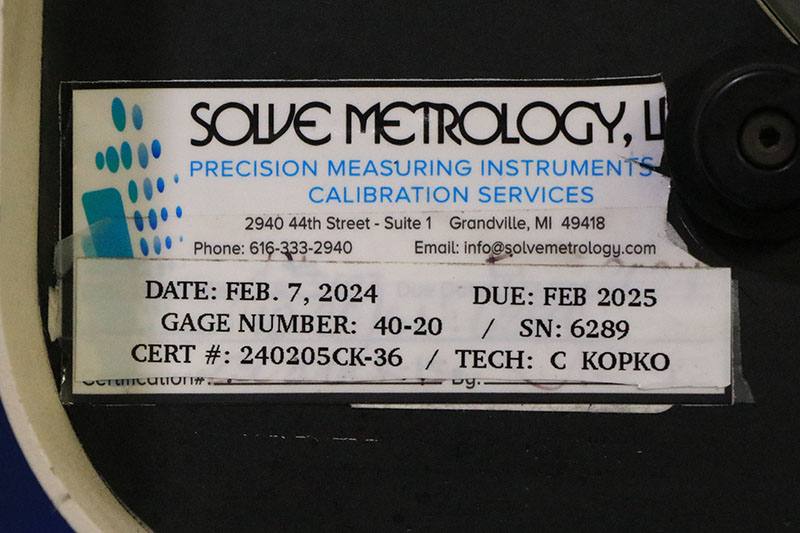 SOLVE METROLOGY, L
PRECISION MEASURING INSTRUMENTS
CALIBRATION SERVICES
2940 44th Street - Suite 1 Grandville, MI 49418
Phone: 616-333-2940 Email: info@solvemetrology.com
DATE: FEB. 7, 2024 DUE: FEB 2025
GAGE NUMBER: 40-20 / SN: 6289
CERT #: 240205CK-36 / TECH: C KOPKO
Certification#: By: